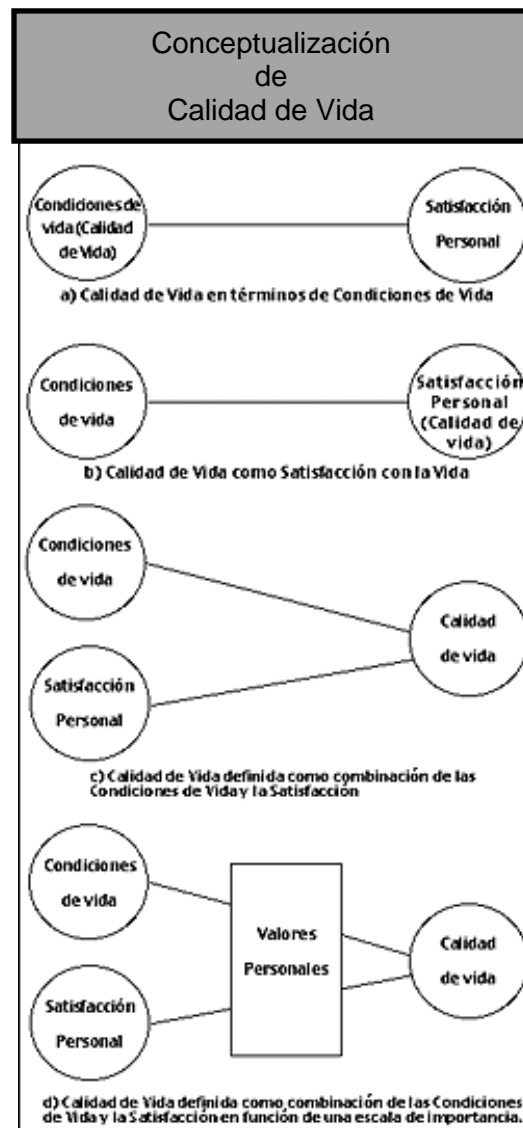 Conceptualización
de
Calidad de Vida
Condiciones de
vida (Calidad
de Vida)
Satisfacción
Personal
a) Calidad de Vida en términos de Condiciones de Vida
Condiciones
de vida
Satisfacción
Personal
(Calidad de
vida)
b) Calidad de Vida como Satisfacción con la Vida
Condiciones
de vida
Satisfacción
Personal
Calidad
de vida
c) Calidad de Vida definida como combinación de las
Condiciones de Vida y la Satisfacción
Condiciones
de vida
Satisfacción
Personal
Valores
Personales
Calidad
de vida
d) Calidad de Vida definida como combinación de las Condiciones
de Vida y la Satisfacción en función de una escala de importancia.